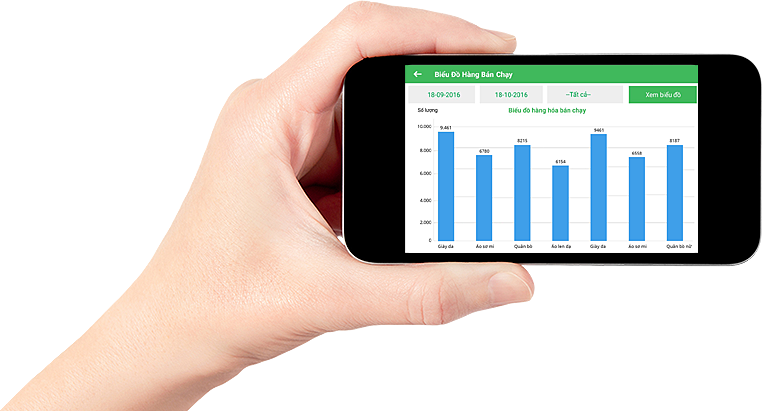 Biểu Đồ Hàng Bán Chạy
18-09-2016 18-10-2016 --Tất cả-- Xem biểu đồ
Số lượng Biểu đồ hàng hóa bán chạy
10.000
9.461 6780 8215 6154 9461 6558 8187
8.000
6.000
4.000
2.000
0
Giày da Áo sơ mi Quần bò Áo len dạ Giày da Áo sơ mi Quần bò nữ